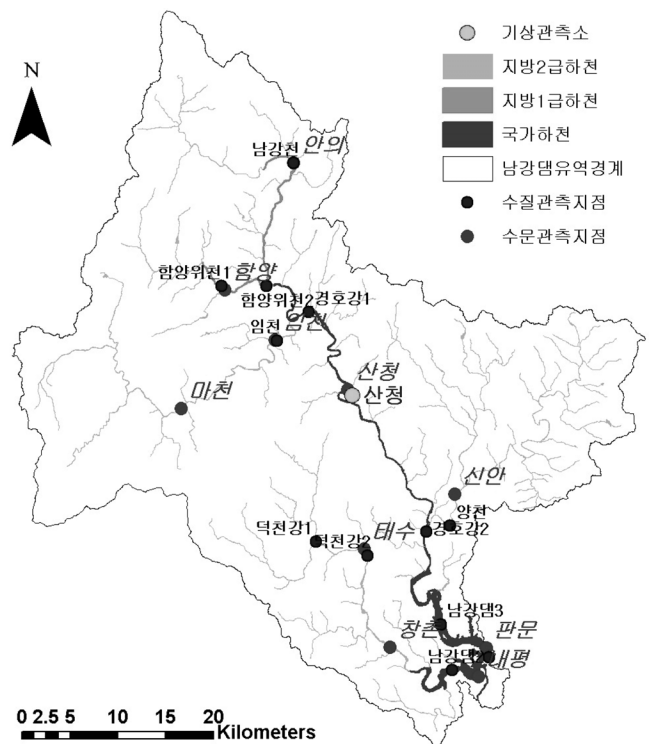 기상관측소
N
지방2급하천
지방1급하천
국가하천
남강댐유역경계
수질관측지점
수문관측지점
남강천
안의
함양위천1
함양
함양위천2
경호강1
임천
산청
산청
마천
신안
양천
덕천강1
덕천강2
태수
경호강2
남강댐3
창촌
판문
내평
0 2.5 5 10 15 20
Kilometers